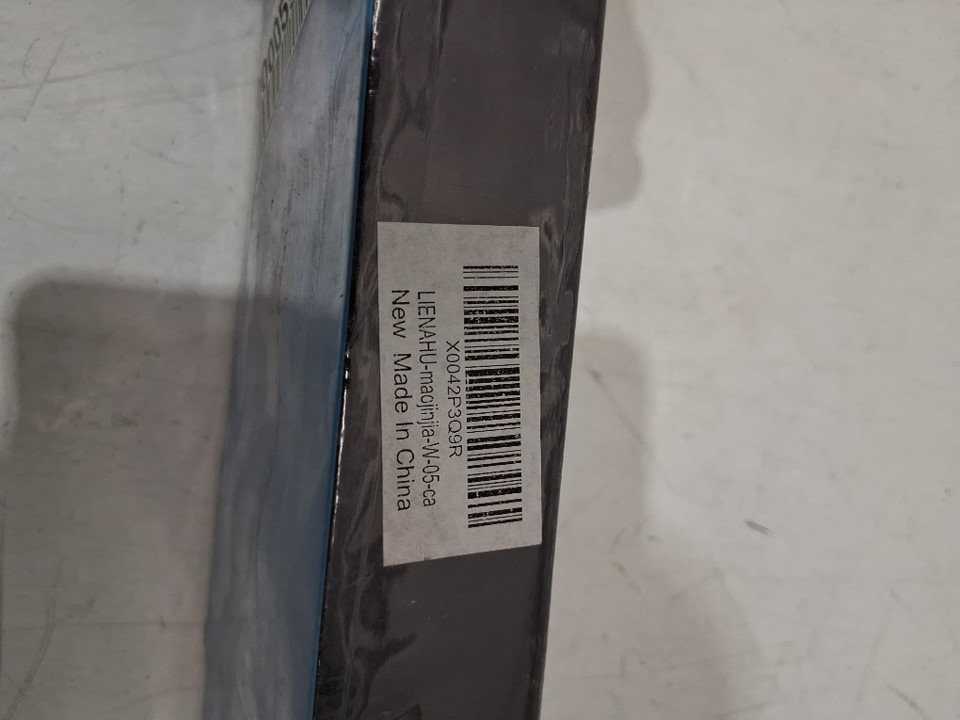 X0042P3Q9R
LIENAHU-maojinjia-W-05-ca
New Made In China